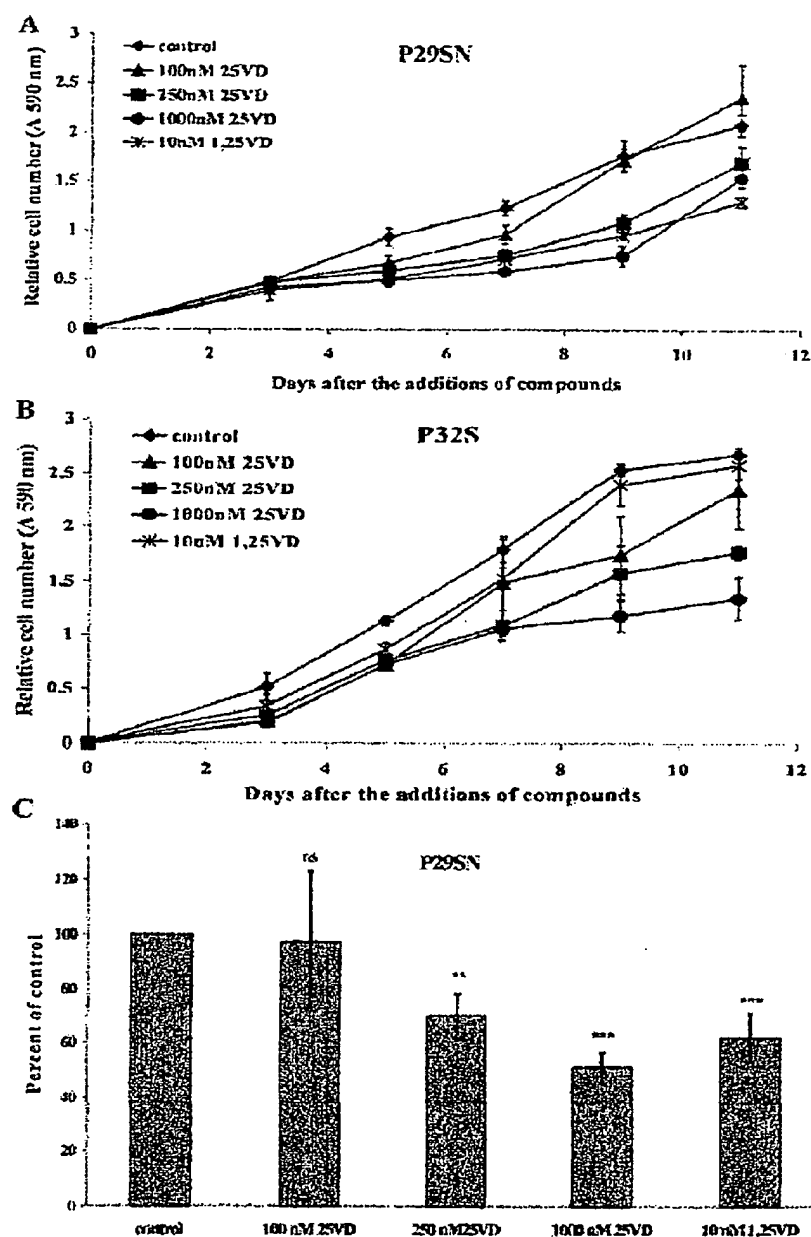 A
P29SN
control
100nM 25VD
250nM 25VD
1000nM 25VD
10nM 1,25VD
Relative cell number (A 590 nm)
3
2.5
2
1.5
1
0.5
0
0 2 4 6 8 10 12
Days after the additions of compounds
B
P32S
control
100nM 25VD
250nM 25VD
1000nM 25VD
10nM 1,25VD
Relative cell number (A 590 nm)
3
2.5
2
1.5
1
0.5
0
0 2 4 6 8 10 12
Days after the additions of compounds
C
P29SN
Percent of control
140
120
100
80
60
40
20
0
ns
**
***
***
control 100 nM 25VD 250 nM25VD 1000 nM 25VD 10 nM 1,25VD